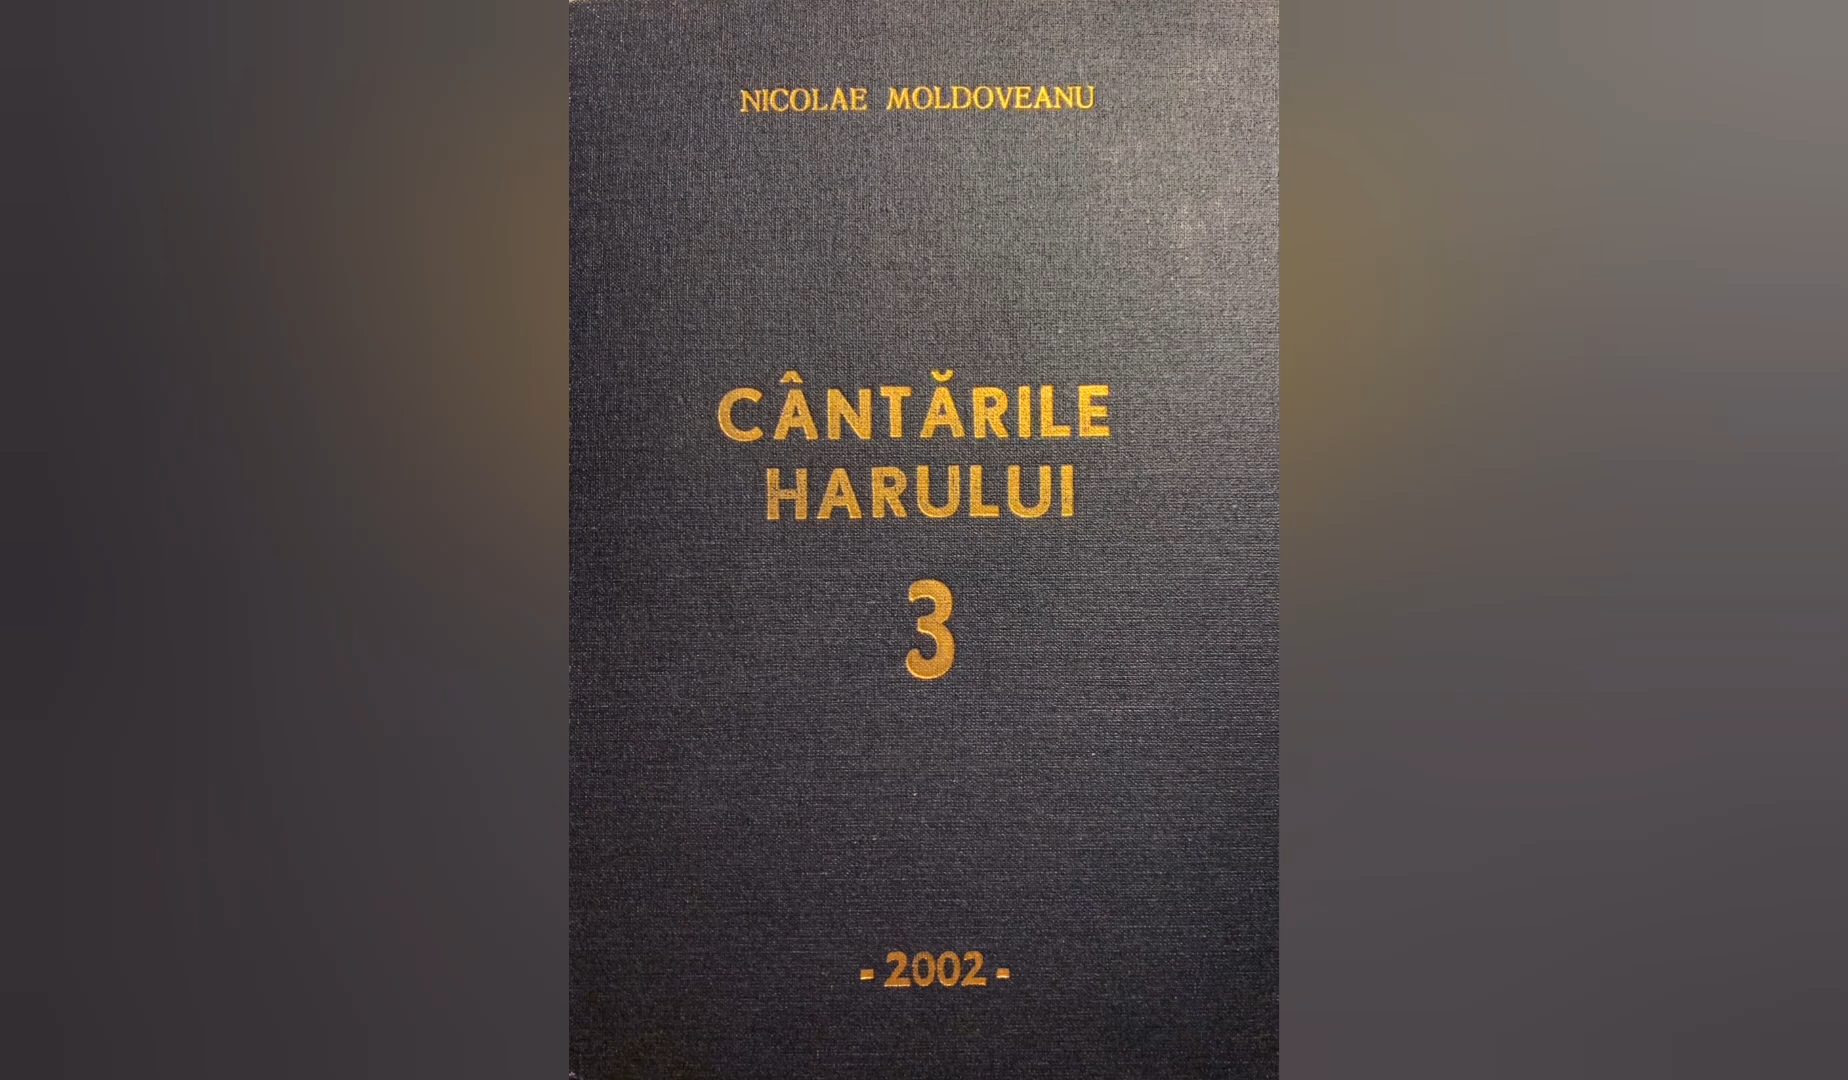 NICOLAE MOLDOVEANU
CÂNTĂRILE
HARULUI
3
- 2002 -